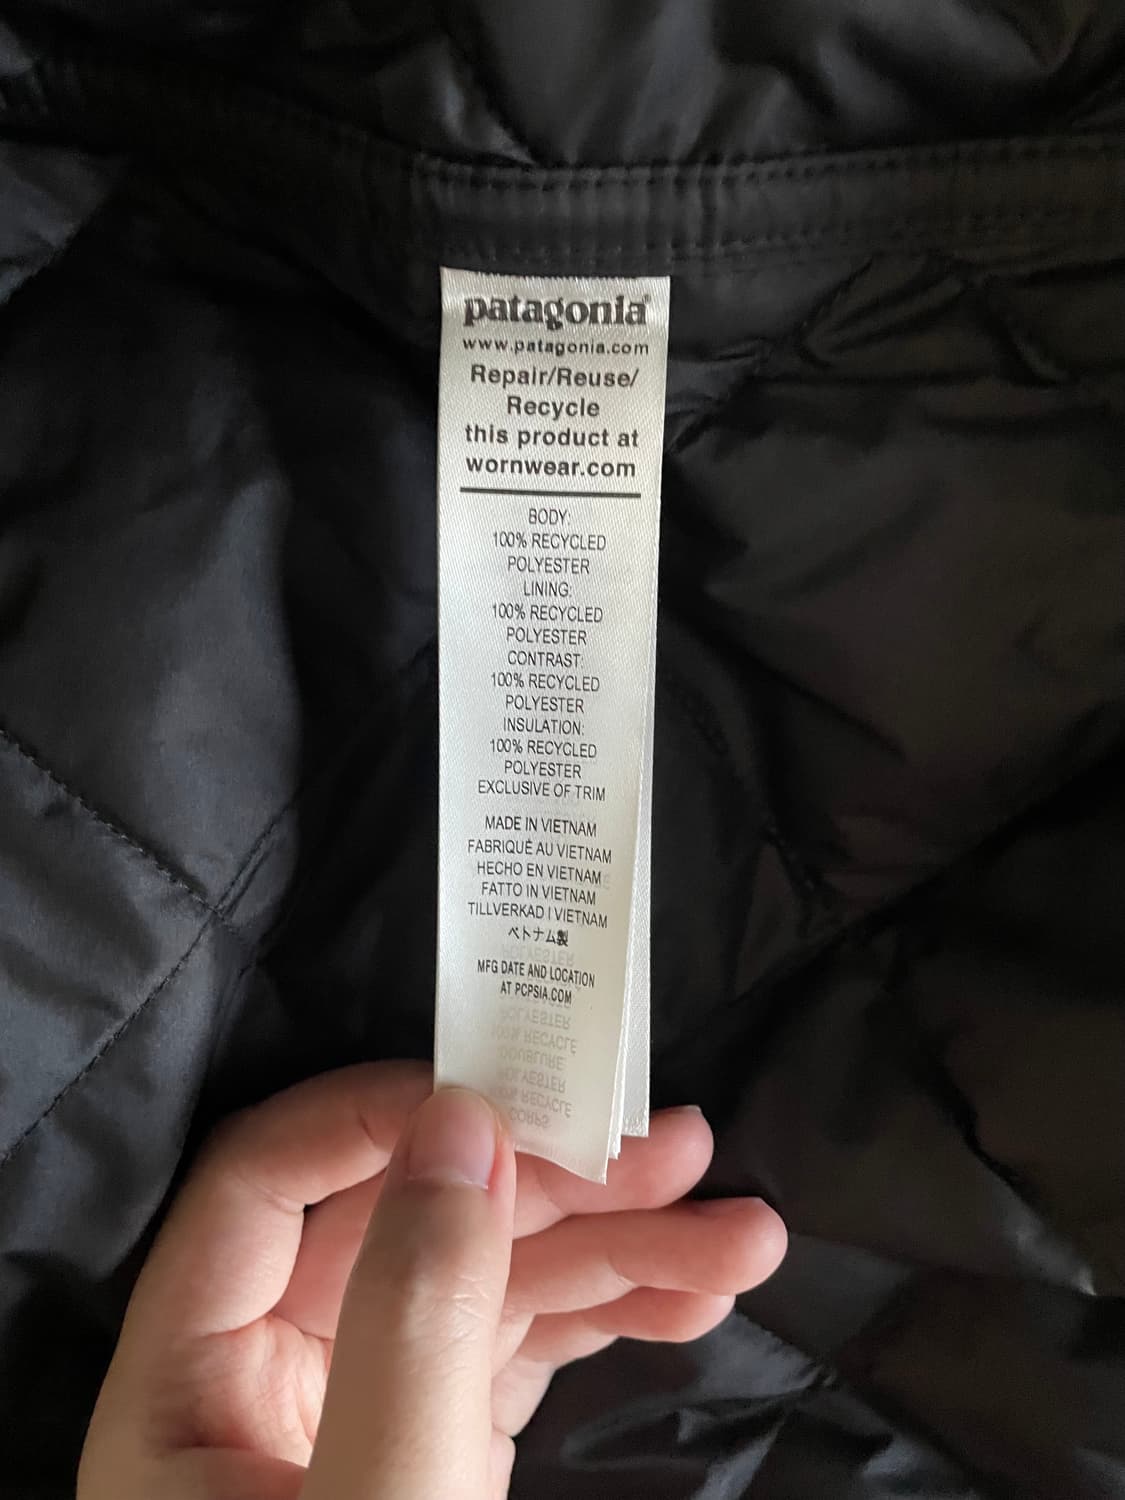 patagonia®
www.patagonia.com
Repair/Reuse/
Recycle
this product at
wornwear.com
BODY:
100% RECYCLED
POLYESTER
LINING:
100% RECYCLED
POLYESTER
CONTRAST:
100% RECYCLED
POLYESTER
INSULATION:
100% RECYCLED
POLYESTER
EXCLUSIVE OF TRIM
MADE IN VIETNAM
FABRIQUÉ AU VIETNAM
HECHO EN VIETNAM
FATTO IN VIETNAM
TILLVERKAD I VIETNAM
ベトナム製
MFG DATE AND LOCATION
AT PCPSIA.COM